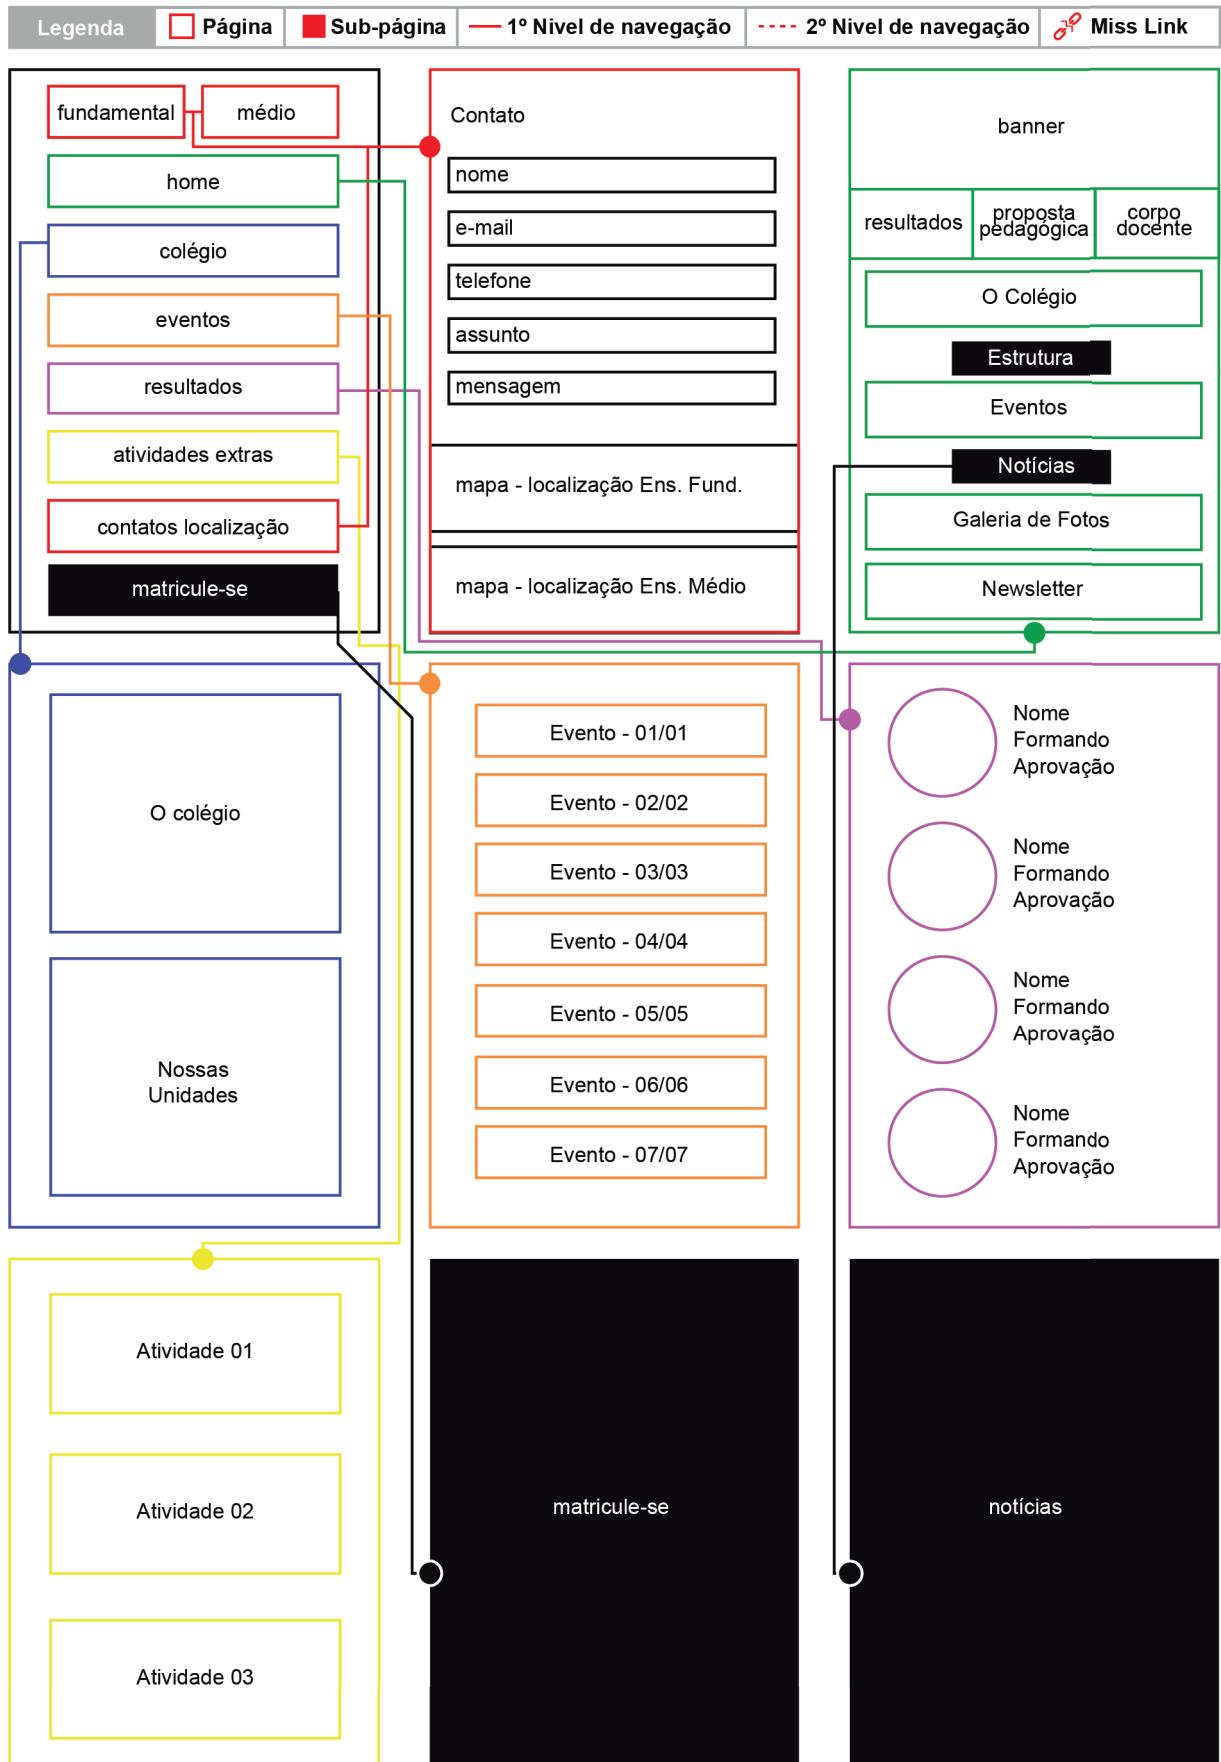 Legenda
Página
Sub-página
1º Nivel de navegação
2º Nivel de navegação
Miss Link
fundamental
médio
home
colégio
eventos
resultados
atividades extras
contatos localização
matricule-se
Contato
nome
e-mail
telefone
assunto
mensagem
mapa - localização Ens. Fund.
mapa - localização Ens. Médio
banner
resultados
proposta
pedagógica
corpo
docente
O Colégio
Estrutura
Eventos
Notícias
Galeria de Fotos
Newsletter
O colégio
Nossas
Unidades
Evento - 01/01
Evento - 02/02
Evento - 03/03
Evento - 04/04
Evento - 05/05
Evento - 06/06
Evento - 07/07
Nome
Formando
Aprovação
Nome
Formando
Aprovação
Nome
Formando
Aprovação
Nome
Formando
Aprovação
Atividade 01
Atividade 02
Atividade 03
matricule-se
notícias